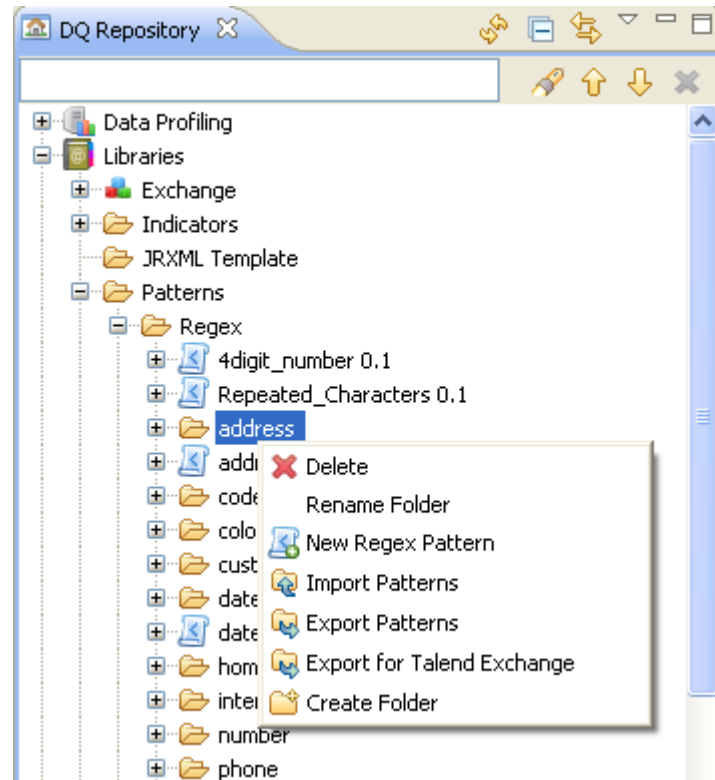 DQ Repository
Data Profiling
Libraries
Exchange
Indicators
JRXML Template
Patterns
Regex
4digit_number 0.1
Repeated_Characters 0.1
address
Delete
Rename Folder
New Regex Pattern
Import Patterns
Export Patterns
Export for Talend Exchange
Create Folder
number
phone